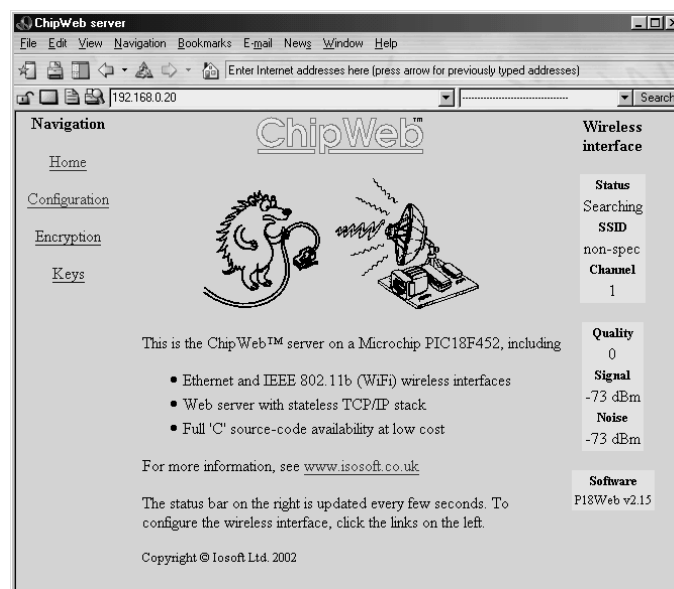 ChipWeb server
File Edit View Navigation Bookmarks E-mail News Window Help
Enter Internet addresses here (press arrow for previously typed addresses)
192.168.0.20
Search
Navigation
Home
Configuration
Encryption
Keys
ChipWeb™
This is the ChipWeb™ server on a Microchip PIC18F452, including
• Ethernet and IEEE 802.11b (WiFi) wireless interfaces
• Web server with stateless TCP/IP stack
• Full 'C' source-code availability at low cost
For more information, see www.isosoft.co.uk
The status bar on the right is updated every few seconds. To
configure the wireless interface, click the links on the left.
Copyright © Iosoft Ltd. 2002
Wireless
interface
Status
Searching
SSID
non-spec
Channel
1
Quality
0
Signal
-73 dBm
Noise
-73 dBm
Software
P18Web v2.15